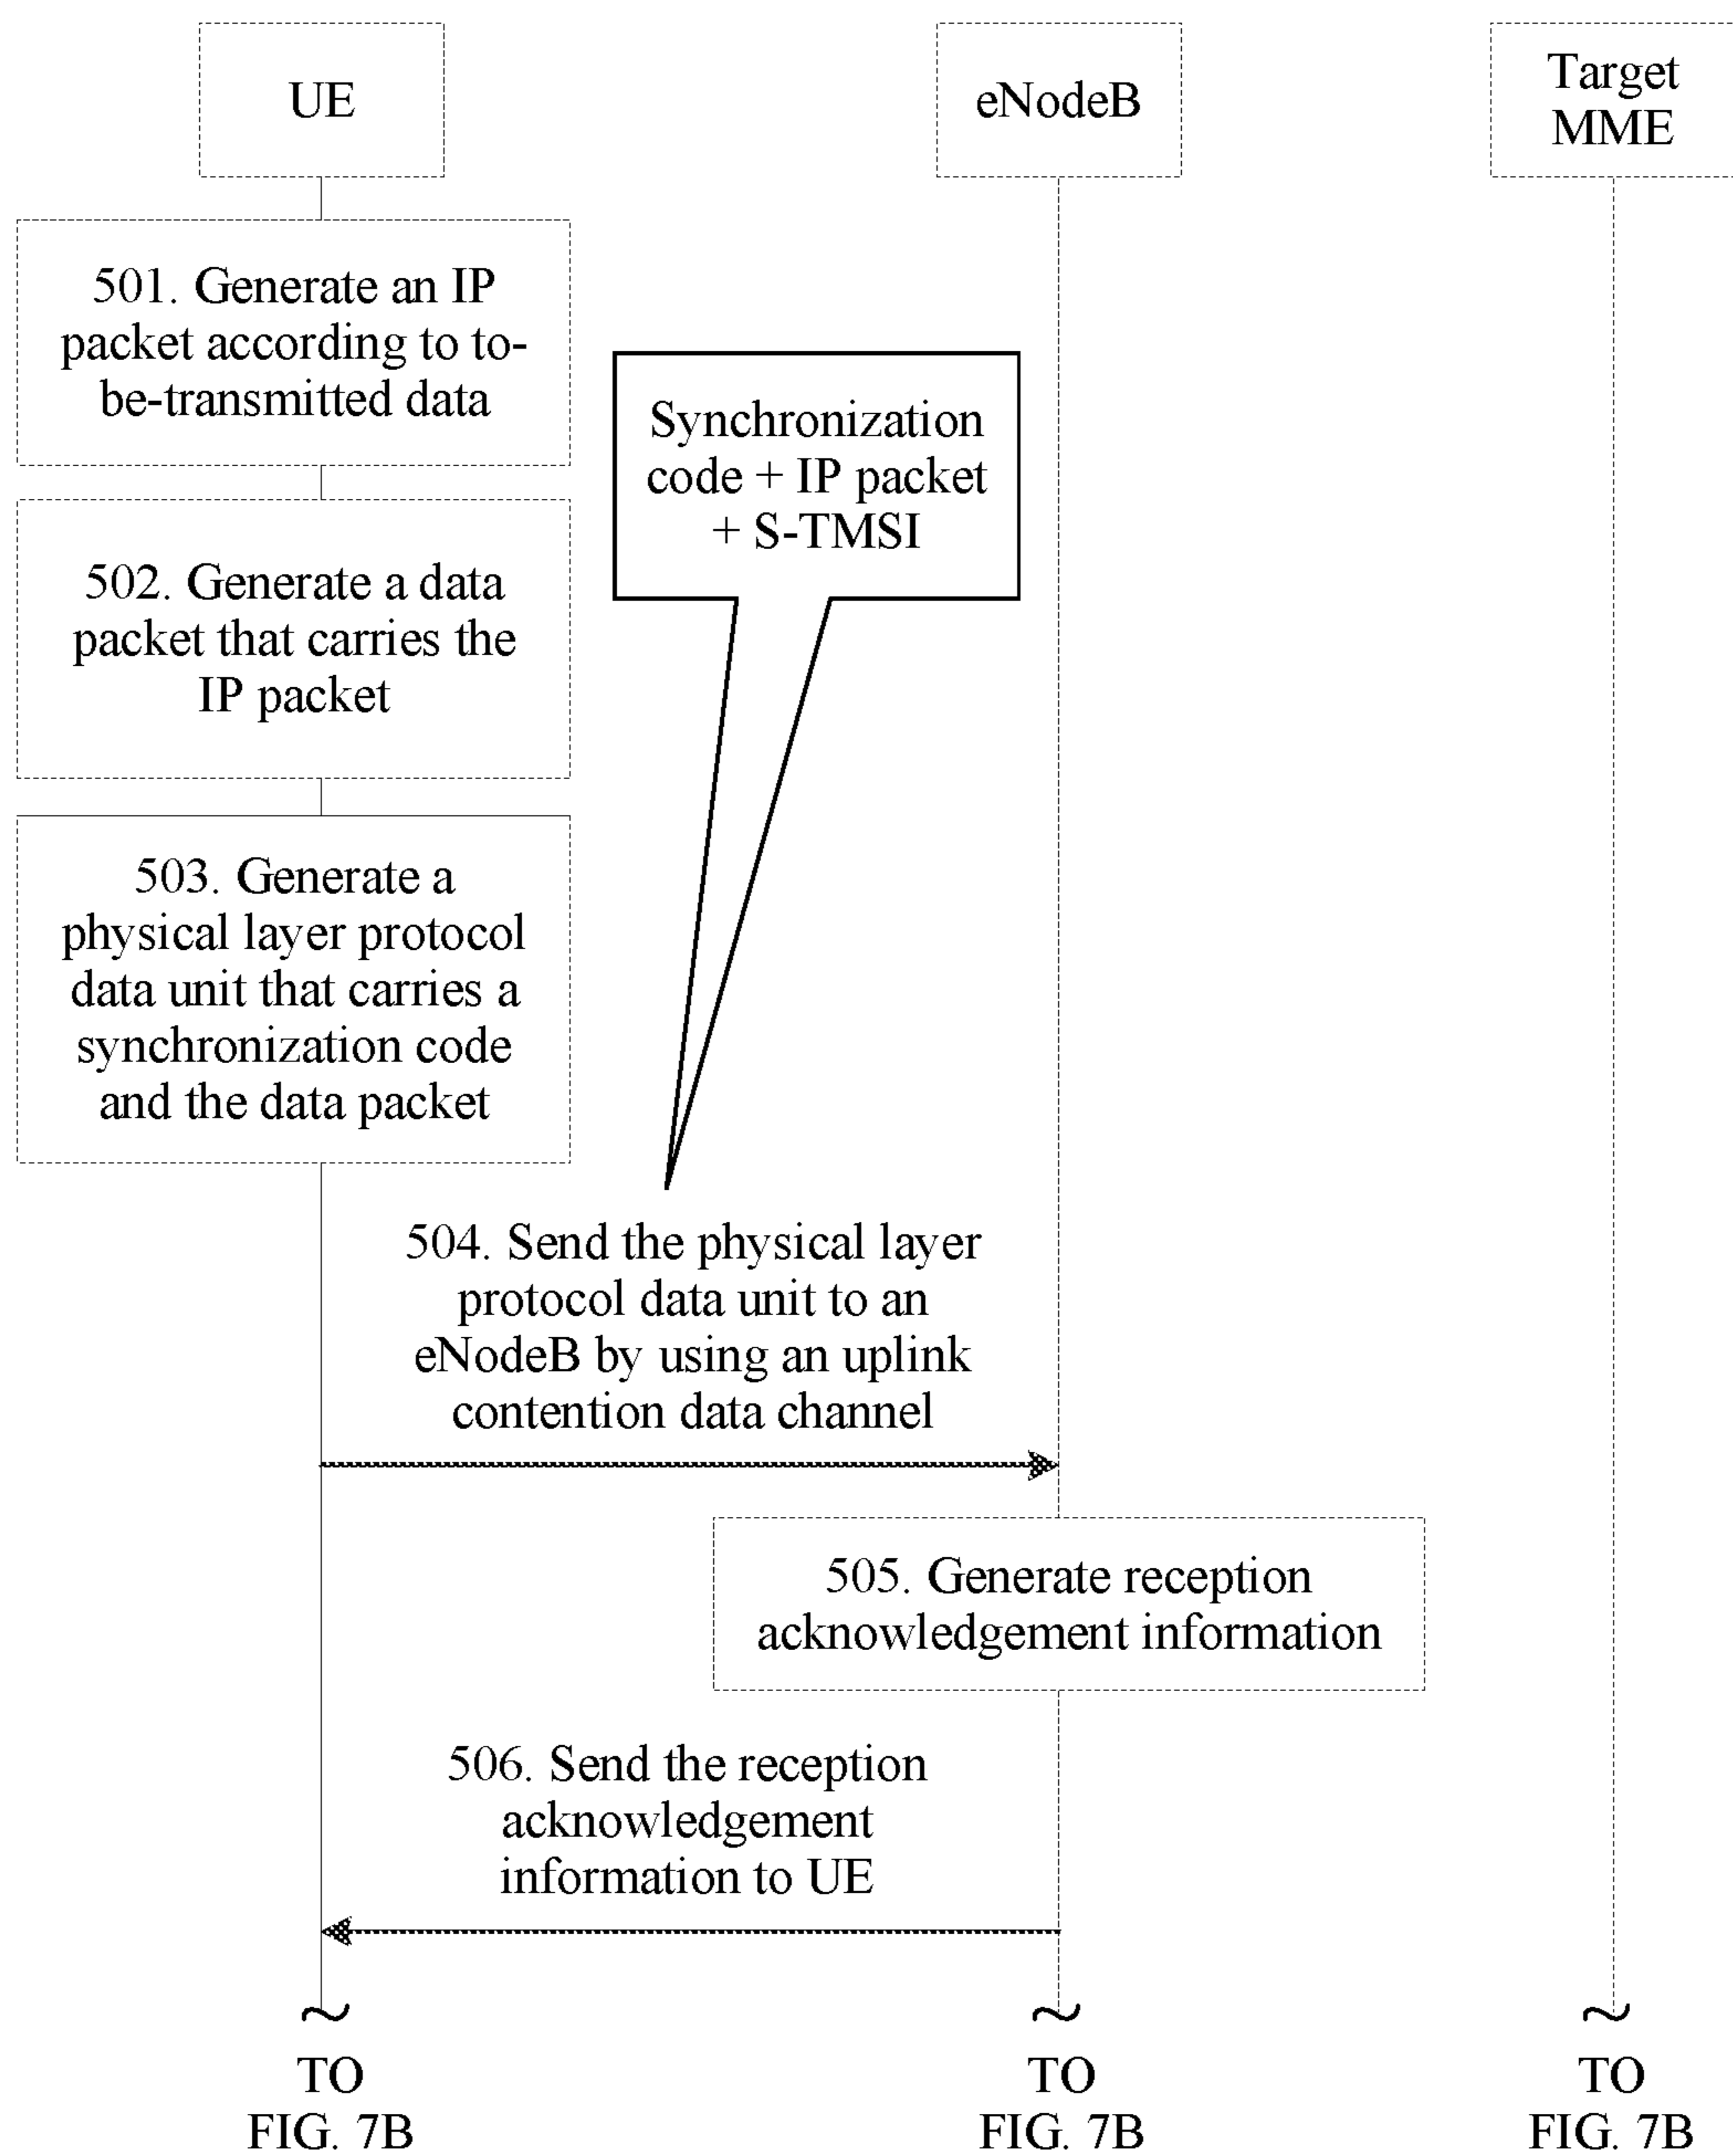 UE
eNodeB
Target
MME
501. Generate an IP
packet according to to-
be-transmitted data
Synchronization
code + IP packet
+ S-TMSI
502. Generate a data
packet that carries the
IP packet
503. Generate a
physical layer protocol
data unit that carries a
synchronization code
and the data packet
504. Send the physical layer
protocol data unit to an
eNodeB by using an uplink
contention data channel
505. Generate reception
acknowledgement information
506. Send the reception
acknowledgement
information to UE
TO
FIG. 7B
TO
FIG. 7B
TO
FIG. 7B